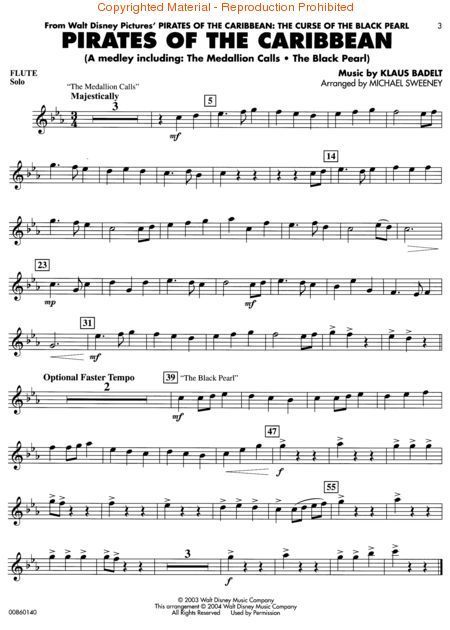 Copyrighted Material - Reproduction Prohibited
From Walt Disney Pictures' PIRATES OF THE CARIBBEAN: THE CURSE OF THE BLACK PEARL
3
PIRATES OF THE CARIBBEAN
(A medley including: The Medallion Calls • The Black Pearl)
FLUTE
Solo
Music by KLAUS BADELT
Arranged by MICHAEL SWEENEY
"The Medallion Calls"
Majestically
3
5
3
4
mf
14
23
mp
mf
31
mf
Optional Faster Tempo
2
39 "The Black Pearl"
mf
47
f
55
3
f
© 2003 Walt Disney Music Company
This arrangement © 2004 Walt Disney Music Company
00860140
Used by Permission